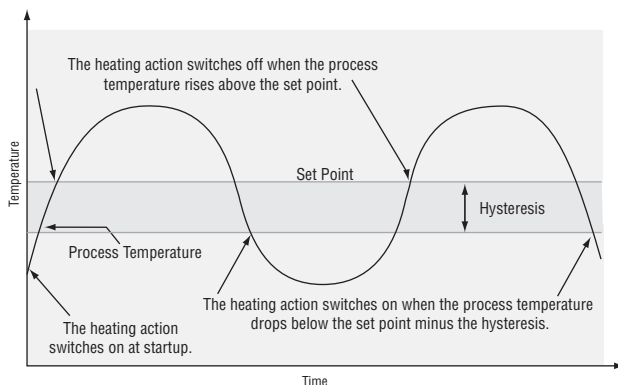 The heating action switches off when the process
temperature rises above the set point.
Temperature
Set Point
Hysteresis
Process Temperature
The heating action switches on when the process temperature
drops below the set point minus the hysteresis.
The heating action
switches on at startup.
Time